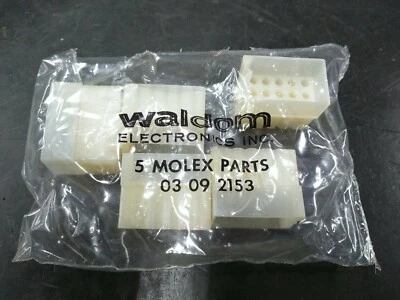 waldom
ELECTRONICS INC.
5 MOLEX PARTS
03 09 2153